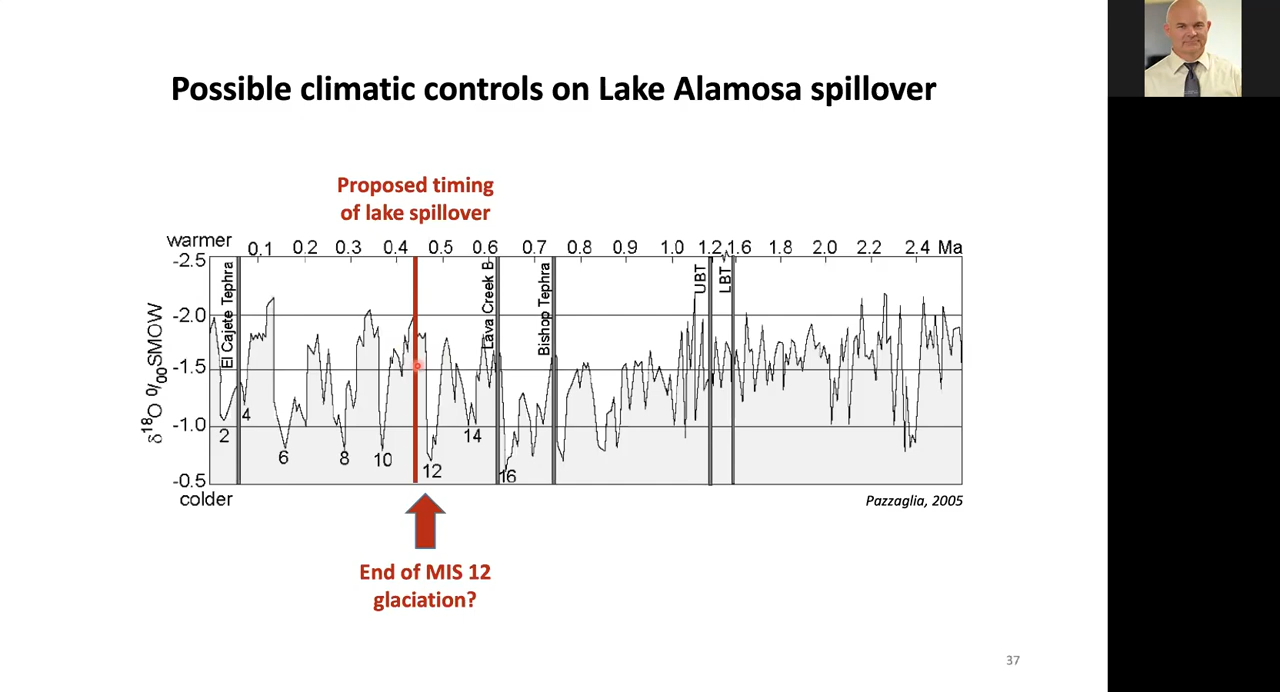 Possible climatic controls on Lake Alamosa spillover
Proposed timing
of lake spillover
warmer
0.1 0.2 0.3 0.4 0.5 0.6 0.7 0.8 0.9 1.0 1.2 1.6 1.8 2.0 2.2 2.4 Ma
-2.5
-2.0
-1.5
-1.0
-0.5
δ18O 0/00SMOW
El Cajete Tephra
Lava Creek B
Bishop Tephra
UBT
LBT
2
4
6
8
10
12
14
16
colder
Pazzaglia, 2005
End of MIS 12
glaciation?
37